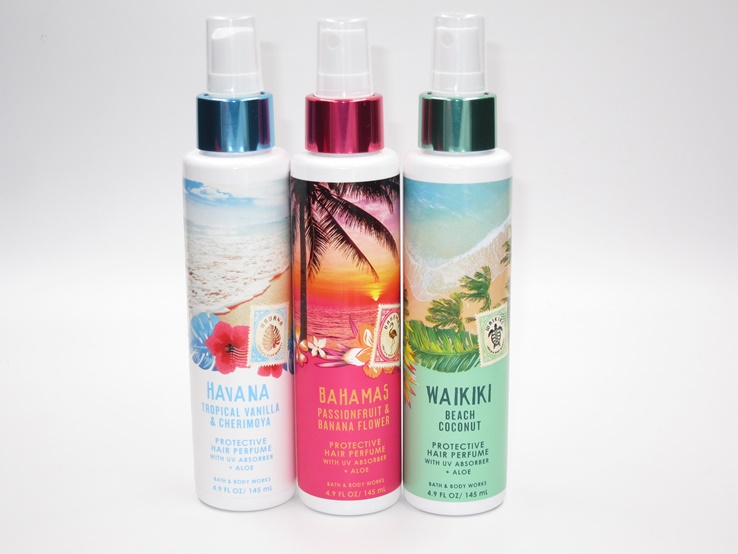 HAVANA
HAVANA
TROPICAL VANILLA
& CHERIMOYA
PROTECTIVE
HAIR PERFUME
WITH UV ABSORBER
+ ALOE
BATH & BODY WORKS
4.9 FL OZ/ 145 mL
BAHAMAS
PASSIONFRUIT &
BANANA FLOWER
PROTECTIVE
HAIR PERFUME
WITH UV ABSORBER
+ ALOE
BATH & BODY WORKS
4.9 FL OZ/ 145 mL
WAIKIKI
WAIKIKI
BEACH
COCONUT
PROTECTIVE
HAIR PERFUME
WITH UV ABSORBER
+ ALOE
BATH & BODY WORKS
4.9 FL OZ/ 145 mL